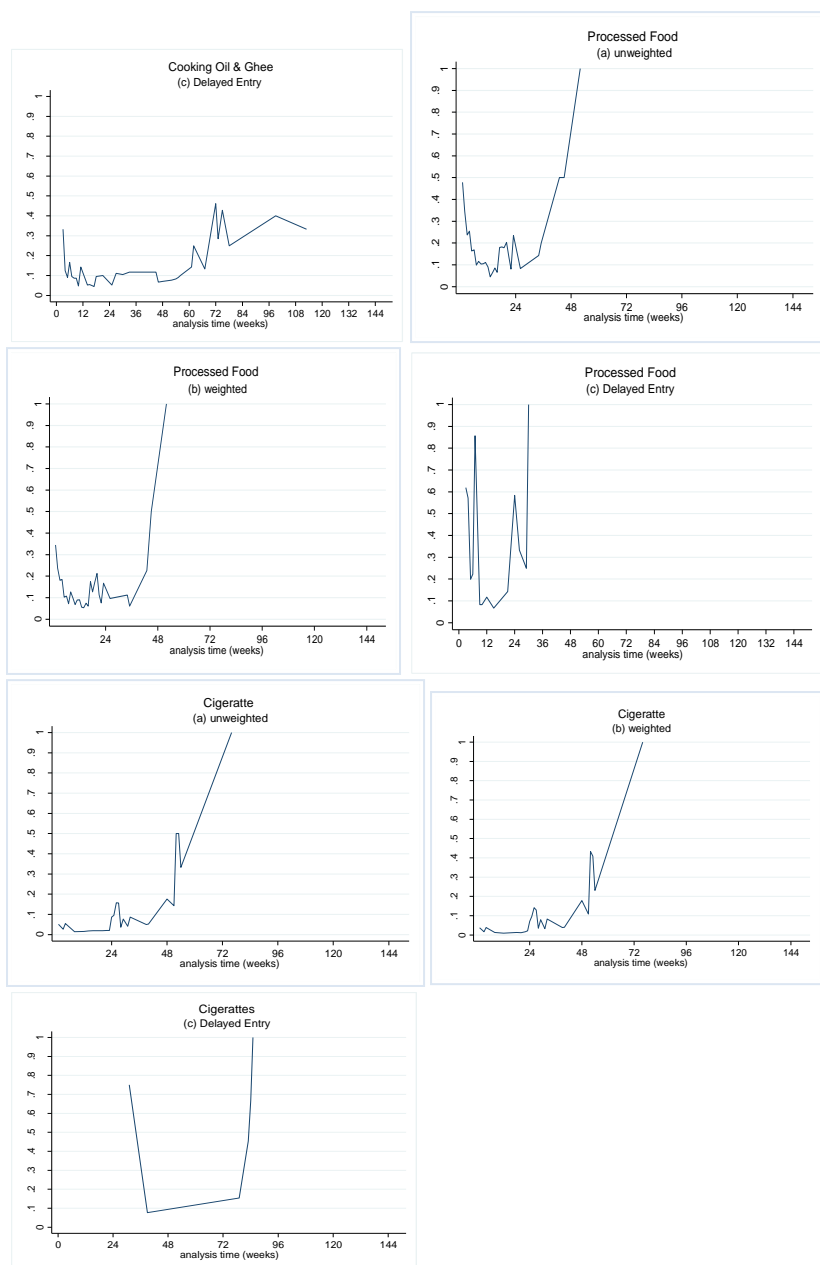 Cooking Oil & Ghee
(c) Delayed Entry
1
.9
.8
.7
.6
.5
.4
.3
.2
.1
0
0 12 24 36 48 60 72 84 96 108 120 132 144
analysis time (weeks)
Processed Food
(a) unweighted
1
.9
.8
.7
.6
.5
.4
.3
.2
.1
0
24 48 72 96 120 144
analysis time (weeks)
Processed Food
(b) weighted
1
.9
.8
.7
.6
.5
.4
.3
.2
.1
0
24 48 72 96 120 144
analysis time (weeks)
Processed Food
(c) Delayed Entry
1
.9
.8
.7
.6
.5
.4
.3
.2
.1
0
0 12 24 36 48 60 72 84 96 108 120 132 144
analysis time (weeks)
Cigeratte
(a) unweighted
1
.9
.8
.7
.6
.5
.4
.3
.2
.1
0
24 48 72 96 120 144
analysis time (weeks)
Cigeratte
(b) weighted
1
.9
.8
.7
.6
.5
.4
.3
.2
.1
0
24 48 72 96 120 144
analysis time (weeks)
Cigerattes
(c) Delayed Entry
1
.9
.8
.7
.6
.5
.4
.3
.2
.1
0
0 24 48 72 96 120 144
analysis time (weeks)